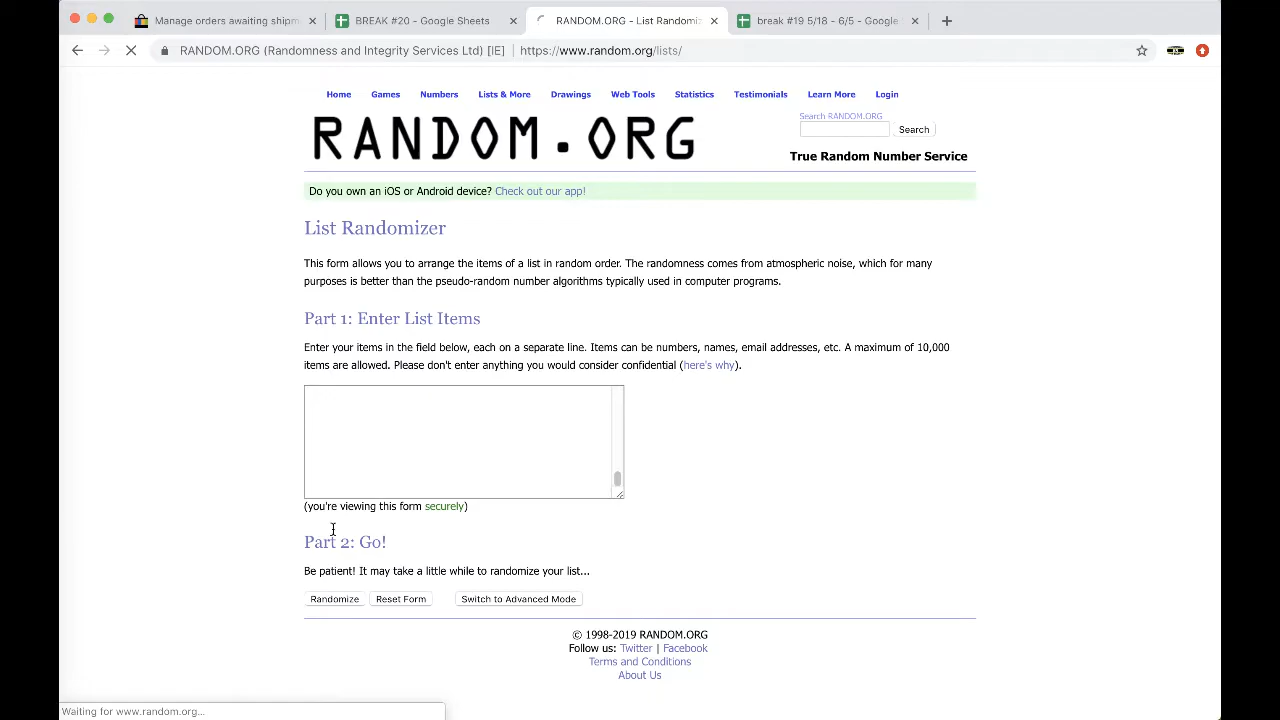 Manage orders awaiting shipm
BREAK #20 - Google Sheets
RANDOM.ORG - List Randomiz
break #19 5/18 - 6/5 - Google
RANDOM.ORG (Randomness and Integrity Services Ltd) [IE] https://www.random.org/lists/
Home Games Numbers Lists & More Drawings Web Tools Statistics Testimonials Learn More Login
RANDOM.ORG
Search RANDOM.ORG
Search
True Random Number Service
Do you own an iOS or Android device? Check out our app!
List Randomizer
This form allows you to arrange the items of a list in random order. The randomness comes from atmospheric noise, which for many
purposes is better than the pseudo-random number algorithms typically used in computer programs.
Part 1: Enter List Items
Enter your items in the field below, each on a separate line. Items can be numbers, names, email addresses, etc. A maximum of 10,000
items are allowed. Please don't enter anything you would consider confidential (here's why).
(you're viewing this form securely)
Part 2: Go!
Be patient! It may take a little while to randomize your list...
Randomize Reset Form Switch to Advanced Mode
© 1998-2019 RANDOM.ORG
Follow us: Twitter | Facebook
Terms and Conditions
About Us
Waiting for www.random.org...